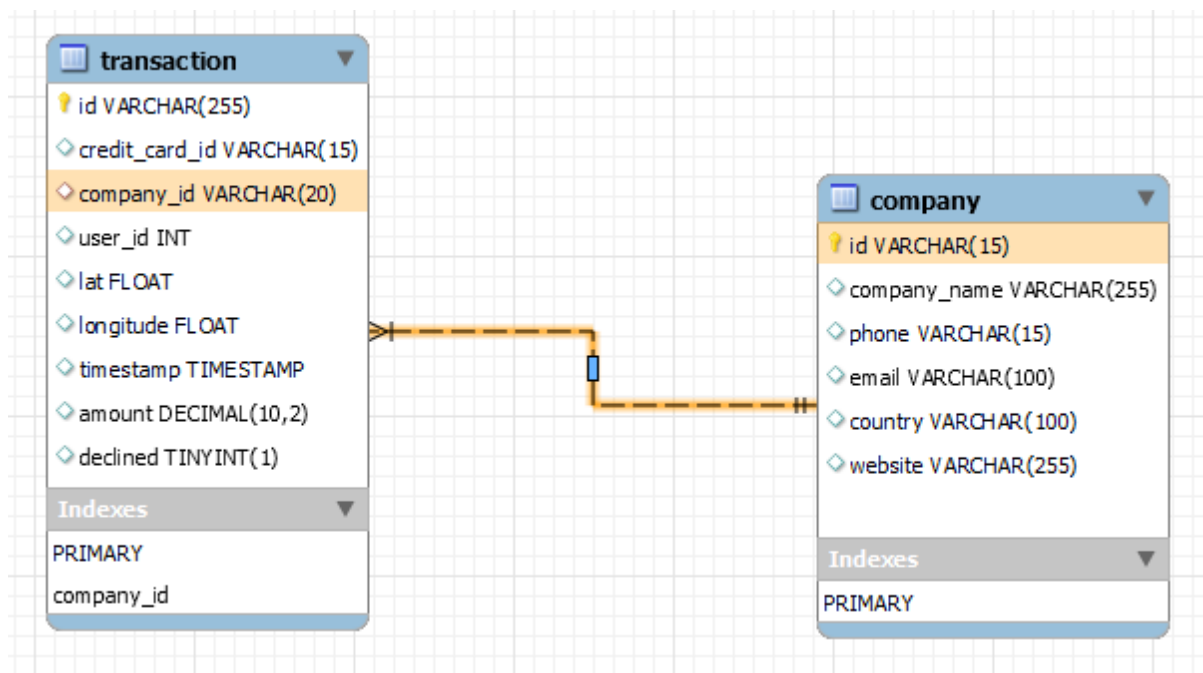 transaction
id VARCHAR(255)
credit_card_id VARCHAR(15)
company_id VARCHAR(20)
user_id INT
lat FLOAT
longitude FLOAT
timestamp TIMESTAMP
amount DECIMAL(10,2)
declined TINYINT(1)
Indexes
PRIMARY
company_id
company
id VARCHAR(15)
company_name VARCHAR(255)
phone VARCHAR(15)
email VARCHAR(100)
country VARCHAR(100)
website VARCHAR(255)
Indexes
PRIMARY